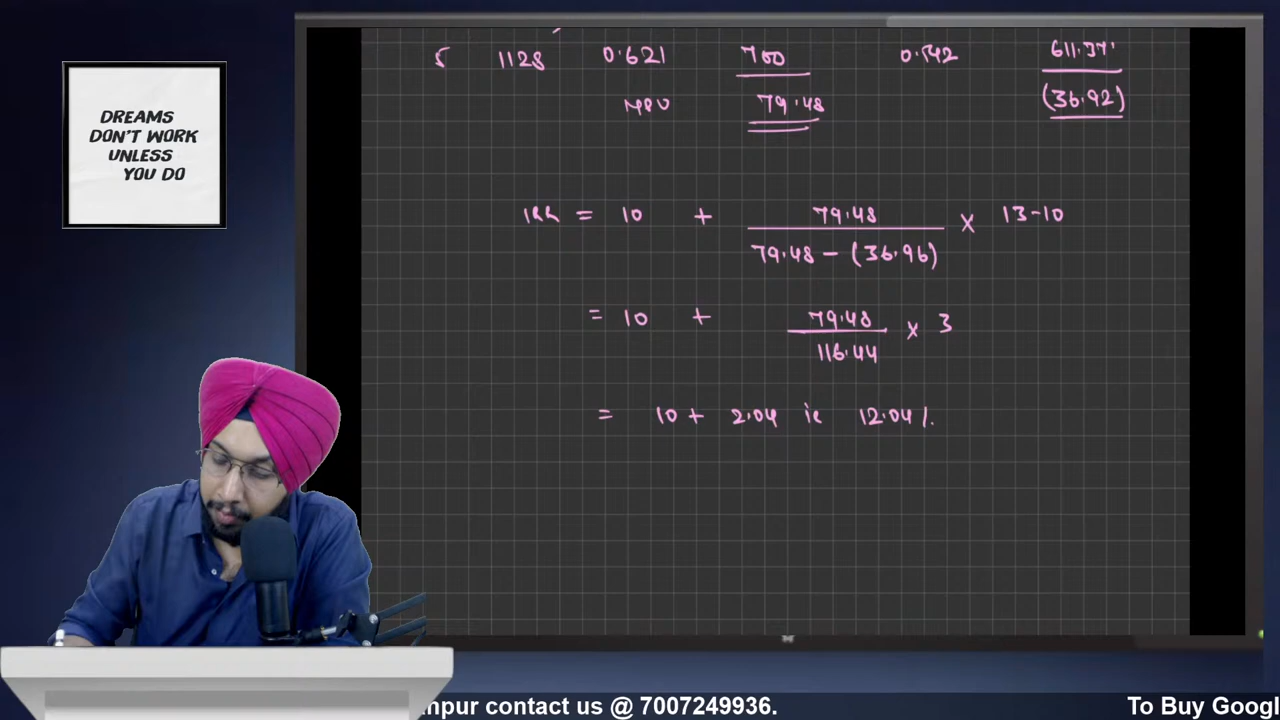 DREAMS
DON'T WORK
UNLESS
YOU DO
5 1128 0.621 700 0.542 611.37
NPV 79.48 (36.92)
IRR = 10 + 79.48 × 13-10
79.48 - (36.96)
= 10 + 79.48 × 3
116.44
= 10 + 2.04 ie 12.04%.
mpur contact us @ 7007249936. To Buy Googl